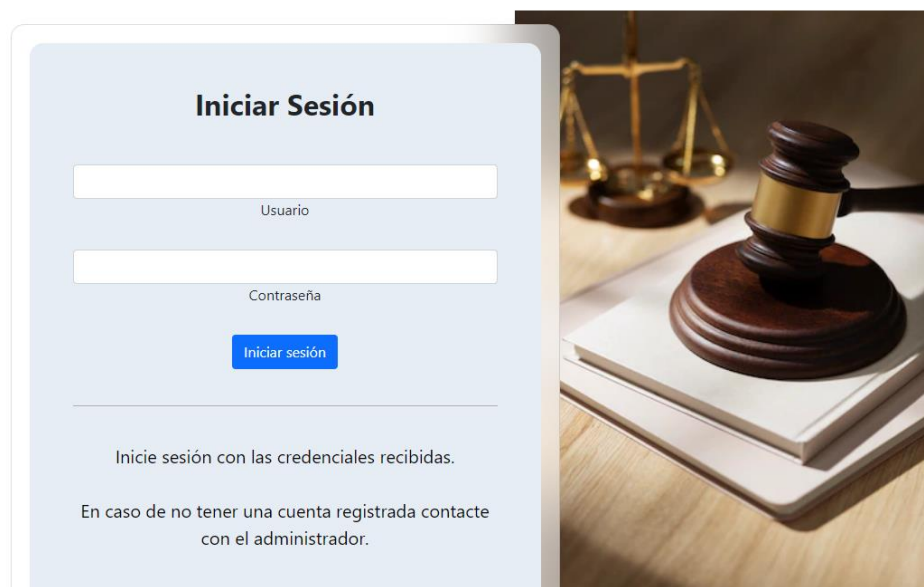 Iniciar Sesión
Usuario
Contraseña
Iniciar sesión
Inicie sesión con las credenciales recibidas.
En caso de no tener una cuenta registrada contacte
con el administrador.